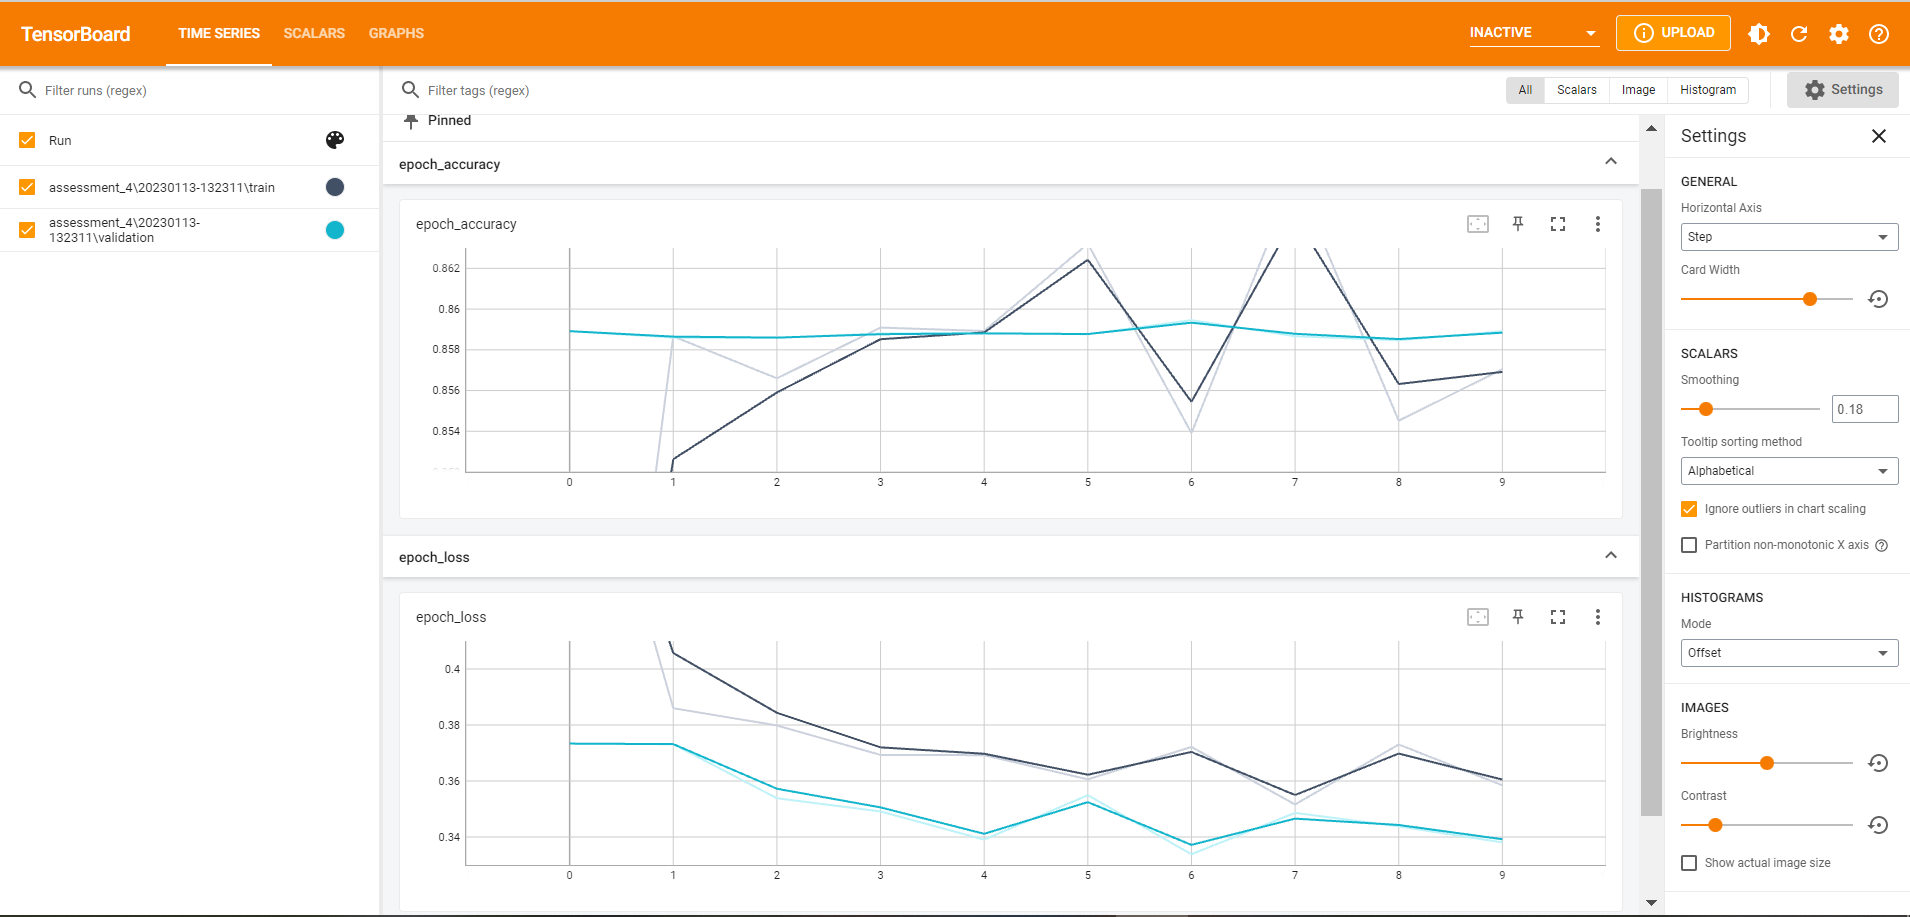 TensorBoard TIME SERIES SCALARS GRAPHS INACTIVE UPLOAD
Filter runs (regex)
Run
assessment_4\20230113-132311\train
assessment_4\20230113-
132311\validation
Filter tags (regex) All Scalars Image Histogram Settings
Pinned
epoch_accuracy
epoch_accuracy
0.862
0.86
0.858
0.856
0.854
0 1 2 3 4 5 6 7 8 9
epoch_loss
epoch_loss
0.4
0.38
0.36
0.34
0 1 2 3 4 5 6 7 8 9
Settings
GENERAL
Horizontal Axis
Step
Card Width
SCALARS
Smoothing
0.18
Tooltip sorting method
Alphabetical
Ignore outliers in chart scaling
Partition non-monotonic X axis
HISTOGRAMS
Mode
Offset
IMAGES
Brightness
Contrast
Show actual image size